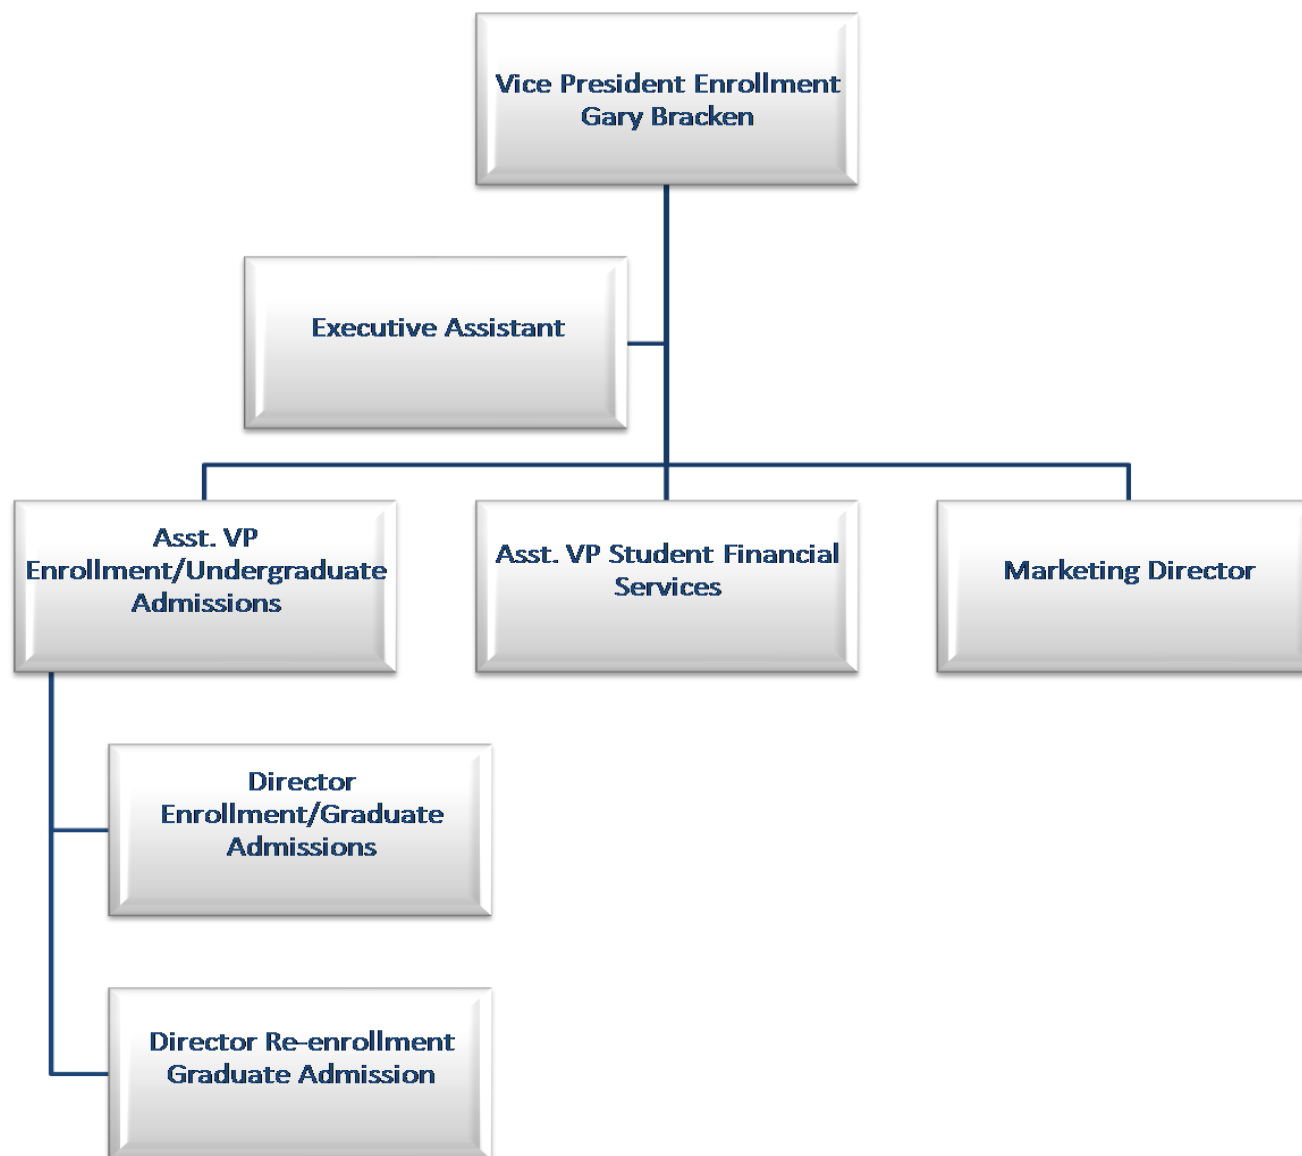 Vice President Enrollment
Gary Bracken
Executive Assistant
Asst. VP
Enrollment/Undergraduate
Admissions
Asst. VP Student Financial
Services
Marketing Director
Director
Enrollment/Graduate
Admissions
Director Re-enrollment
Graduate Admission